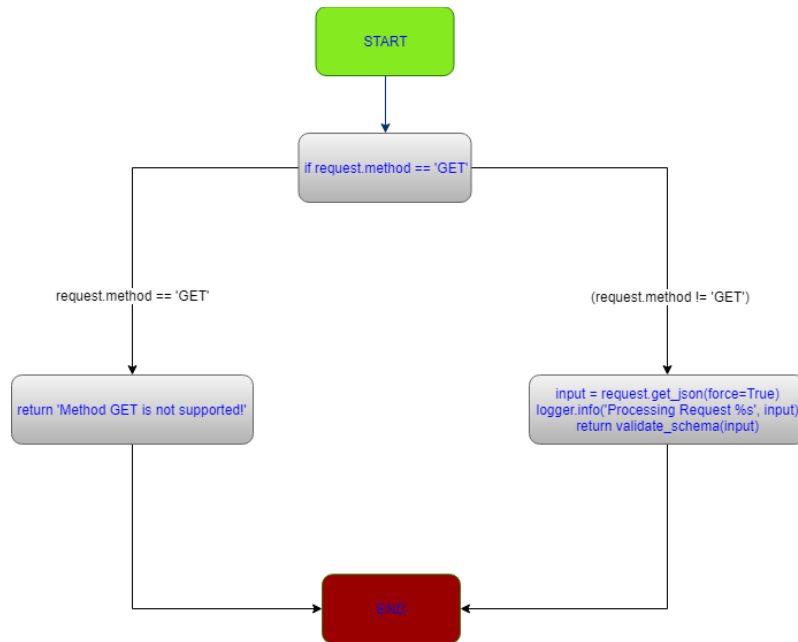 START
if request.method == 'GET'
request.method == 'GET'
(request.method != 'GET')
return 'Method GET is not supported!'
input = request.get_json(force=True)
logger.info('Processing Request %s', input)
return validate_schema(input)
END